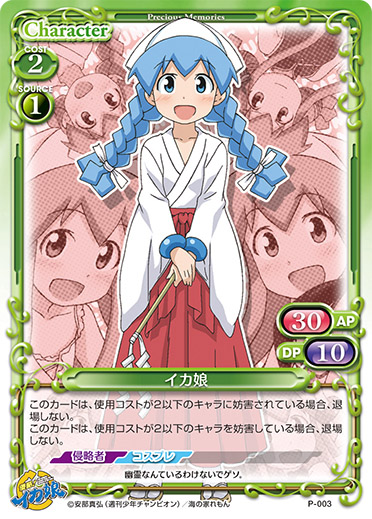 Precious Memories
Character
COST
2
SOURCE
1
30 AP
DP 10
イカ娘
このカードは、使用コストが2以下のキャラに妨害されている場合、退
場しない。
このカードは、使用コストが2以下のキャラを妨害している場合、退場
しない。
侵略者 コスプレ
幽霊なんているわけないでゲソ。
イカ娘
©安部真弘（週刊少年チャンピオン）／海の家れもん
P-003